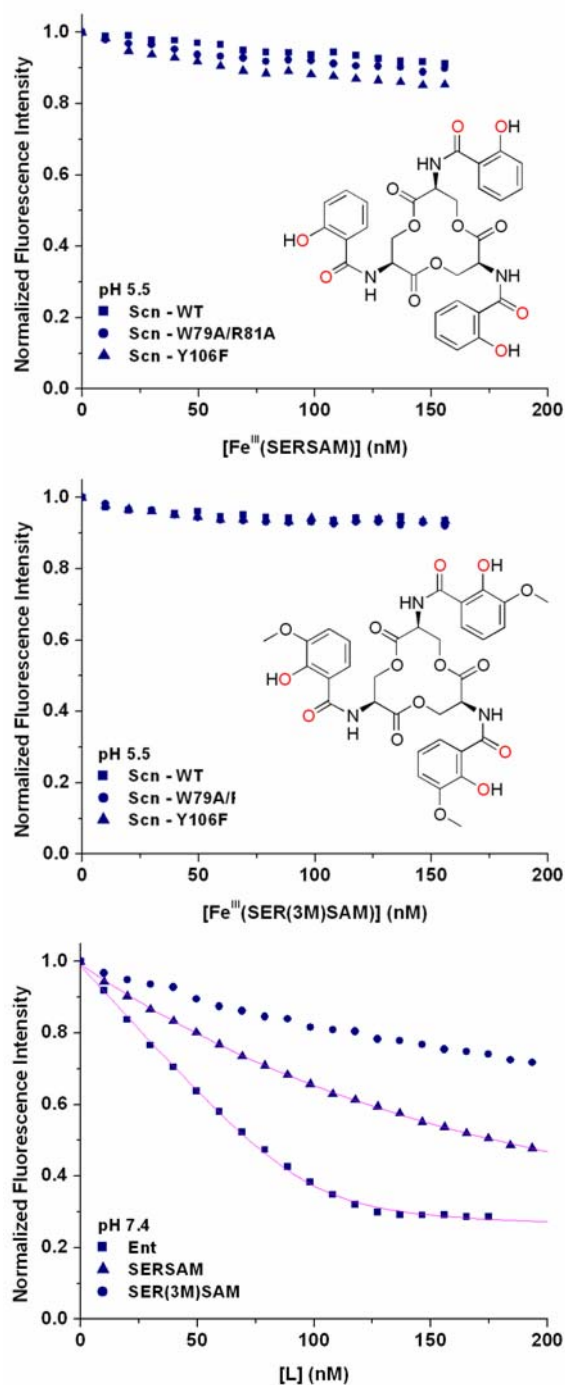 Normalized Fluorescence Intensity
1.0
0.8
0.6
0.4
0.2
0.0
pH 5.5
Scn - WT
Scn - W79A/R81A
Scn - Y106F
O
OH
HN
O
O
O
O
HO
O
N
H
O
O
NH
O
OH
0
50
100
150
200
[Fe^III(SERSAM)] (nM)
Normalized Fluorescence Intensity
1.0
0.8
0.6
0.4
0.2
0.0
pH 5.5
Scn - WT
Scn - W79A/F
Scn - Y106F
O
OH
O
HN
O
O
O
O
O
HO
O
N
H
O
O
NH
O
OH
O
0
50
100
150
200
[Fe^III(SER(3M)SAM)] (nM)
Normalized Fluorescence Intensity
1.0
0.8
0.6
0.4
0.2
0.0
pH 7.4
Ent
SERSAM
SER(3M)SAM
0
50
100
150
200
[L] (nM)